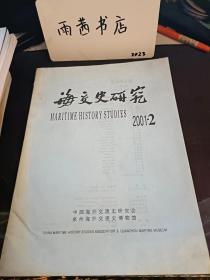 雨茜书店
2023
海交史研究
MARITIME HISTORY STUDIES
2001·2
中国海外交通史研究会
泉州海外交通史博物馆
CHINA MARITIME HISTORY STUDIES ASSOCIATION & QUANZHOU MARITIME MUSEUM